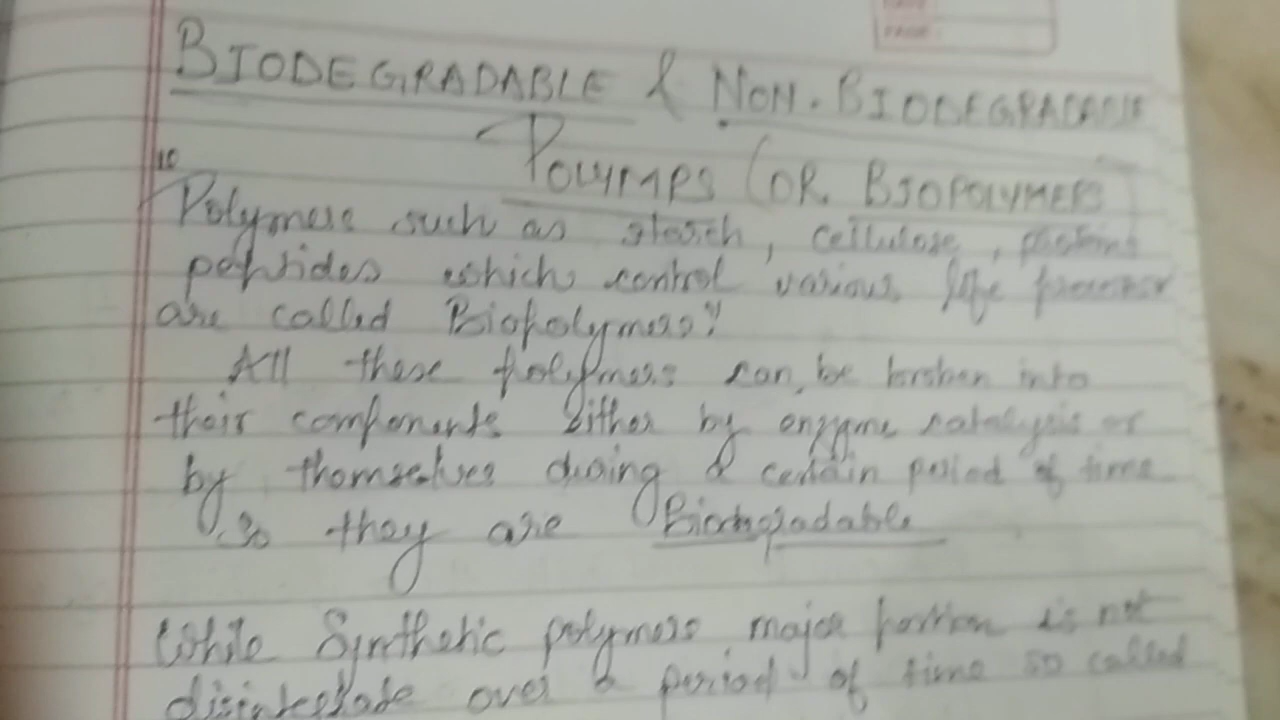 PAGE:
BIODEGRADABLE & NON-BIODEGRADABLE
POLYMRS (OR BIOPOLYMERS)
"Polymers such as starch, cellulose, proteins
peptides which control various life processor
are called Biopolymers"
All these polymers can be broken into
their components either by enzyme catalysis or
by themselves during a certain period of time
So they are Biodegradable
While Synthetic polymers major portion is not
over a period of time so called